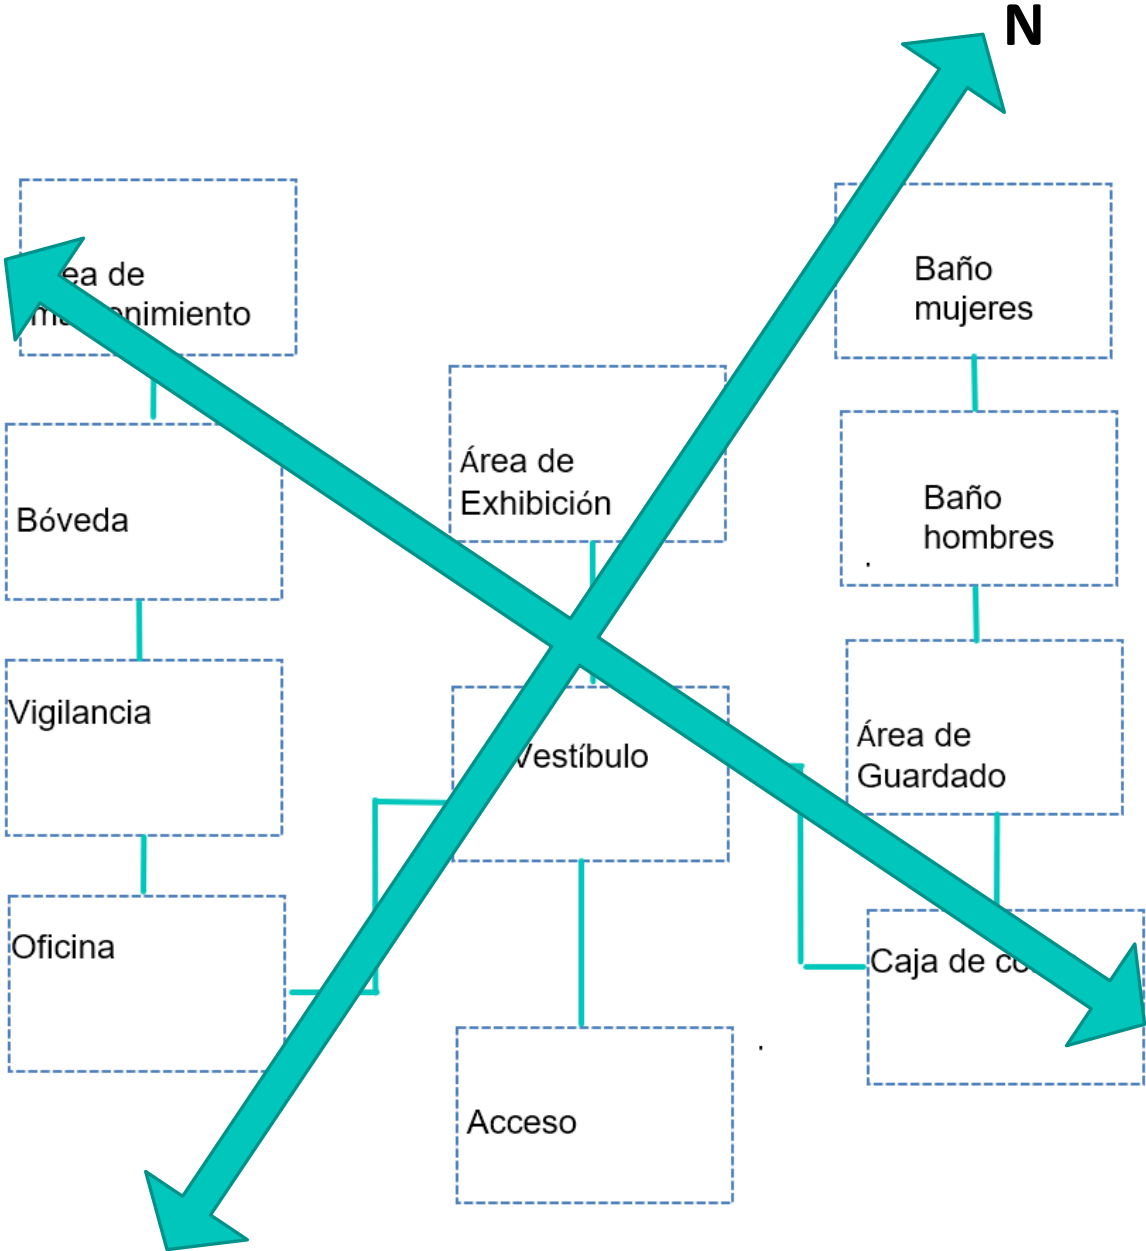 N
ea de
enimiento
Baño
mujeres
Área de
Exhibición
Bóveda
Baño
hombres
.
Vigilancia
Vestíbulo
Área de
Guardado
Oficina
Caja de
.
Acceso